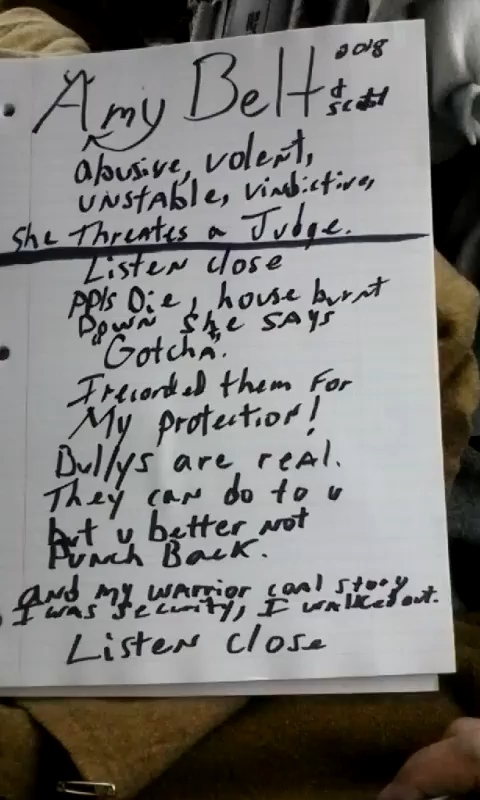 2018
Amy Belt
& scott
abusive, volent,
unstable, vindictive,
she threates a Judge.
Listen close
ppls Die, house burnt
Down she says
"Gotcha".
I recorded them for
My protection!
Bullys are real.
They can do to u
but u better not
Punch Back.
and my warrior coal story
I was security, I walked out.
Listen close